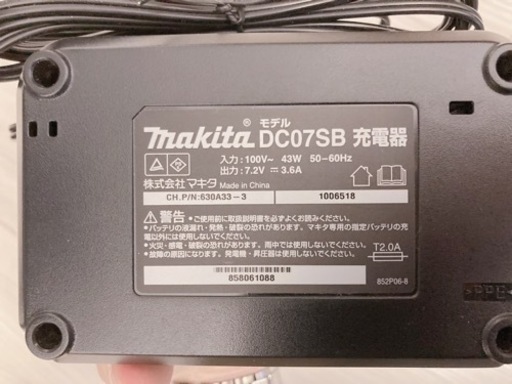 makita® モデル DC07SB 充電器
入力：100V～ 43W 50-60Hz
出力：7.2V ⎓ 3.6A
株式会社マキタ Made in China
CH.P/N:630A33-3
1006518
⚠警告
●ご使用前に取扱説明書を必ずよくお読みください。
●バッテリの液漏れ・発熱・破裂の恐れがあります。マキタ専用の指定バッテリの充電以外には使用しないでください。
●火災・感電・破裂の恐れがあります。雨中では使用しないでください。
●故障の原因になります。発電機・昇圧器は使用しないでください。
T2.0A
858061088
852P06-8